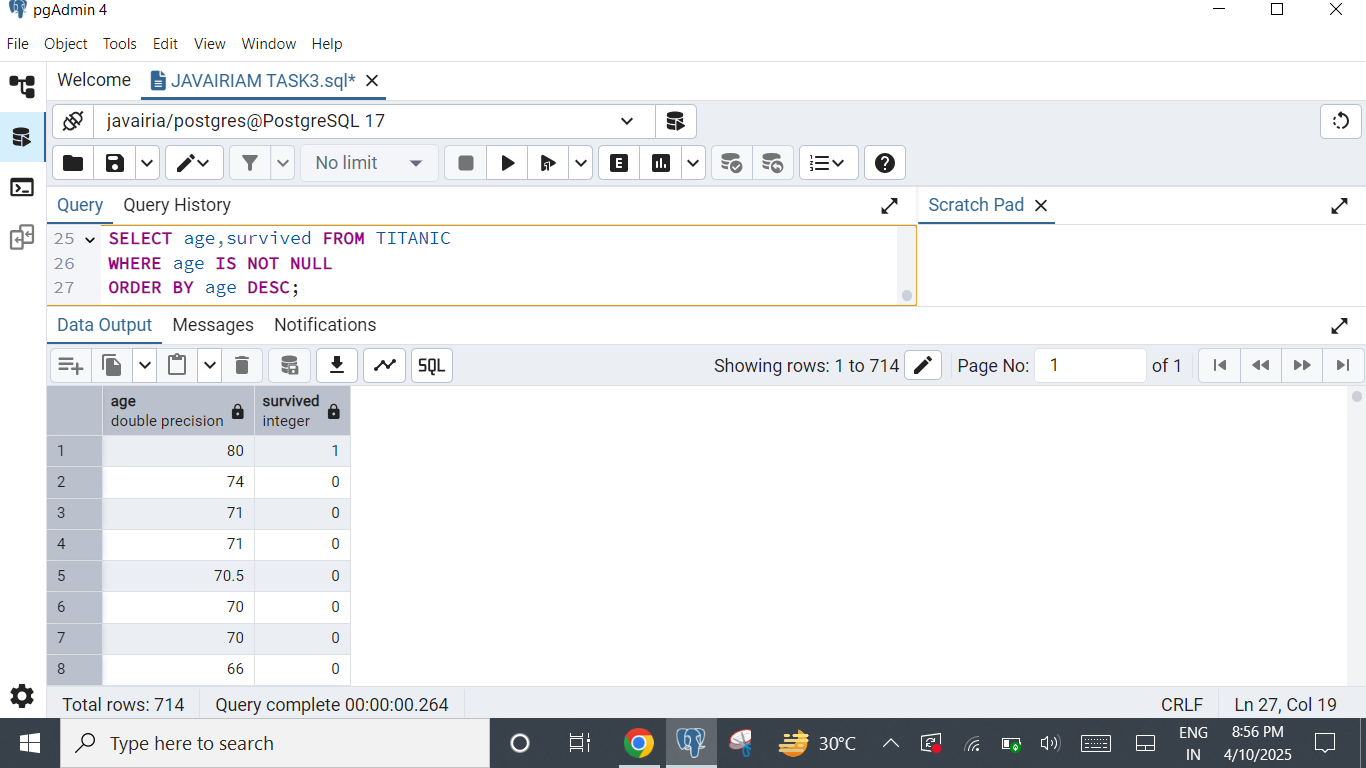 pgAdmin 4
File Object Tools Edit View Window Help
Welcome JAVAIRIAM TASK3.sql*
javairia/postgres@PostgreSQL 17
No limit E
Query Query History Scratch Pad
25 SELECT age,survived FROM TITANIC
26 WHERE age IS NOT NULL
27 ORDER BY age DESC;
Data Output Messages Notifications
SQL Showing rows: 1 to 714 Page No: 1 of 1
age survived
double precision integer
1 80 1
2 74 0
3 71 0
4 71 0
5 70.5 0
6 70 0
7 70 0
8 66 0
Total rows: 714 Query complete 00:00:00.264 CRLF Ln 27, Col 19
Type here to search 30°C ENG IN 8:56 PM 4/10/2025